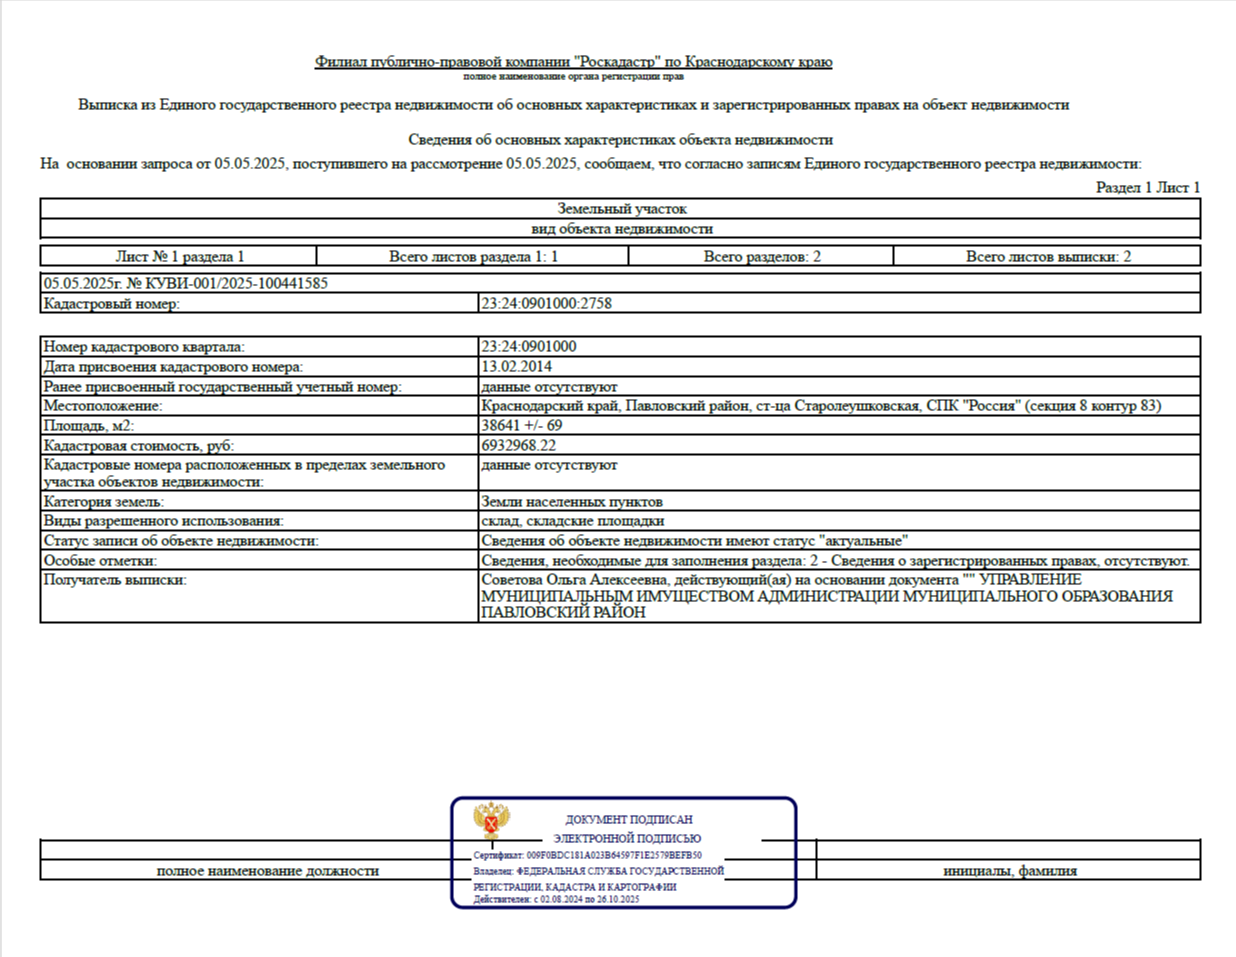 Филиал публично-правовой компании "Роскадастр" по Краснодарскому краю
полное наименование органа регистрации прав
Выписка из Единого государственного реестра недвижимости об основных характеристиках и зарегистрированных правах на объект недвижимости
Сведения об основных характеристиках объекта недвижимости
На основании запроса от 05.05.2025, поступившего на рассмотрение 05.05.2025, сообщаем, что согласно записям Единого государственного реестра недвижимости:
Раздел 1 Лист 1
Земельный участок
вид объекта недвижимости
Лист № 1 раздела 1 Всего листов раздела 1: 1 Всего разделов: 2 Всего листов выписки: 2
05.05.2025г. № КУВИ-001/2025-100441585
Кадастровый номер: 23:24:0901000:2758
Номер кадастрового квартала: 23:24:0901000
Дата присвоения кадастрового номера: 13.02.2014
Ранее присвоенный государственный учетный номер: данные отсутствуют
Местоположение: Краснодарский край, Павловский район, ст-ца Старолеушковская, СПК "Россия" (секция 8 контур 83)
Площадь, м2: 38641 +/- 69
Кадастровая стоимость, руб: 6932968.22
Кадастровые номера расположенных в пределах земельного данные отсутствуют
участка объектов недвижимости:
Категория земель: Земли населенных пунктов
Виды разрешенного использования: склад, складские площадки
Статус записи об объекте недвижимости: Сведения об объекте недвижимости имеют статус "актуальные"
Особые отметки: Сведения, необходимые для заполнения раздела: 2 - Сведения о зарегистрированных правах, отсутствуют.
Получатель выписки: Советова Ольга Алексеевна, действующий(ая) на основании документа "" УПРАВЛЕНИЕ
МУНИЦИПАЛЬНЫМ ИМУЩЕСТВОМ АДМИНИСТРАЦИИ МУНИЦИПАЛЬНОГО ОБРАЗОВАНИЯ
ПАВЛОВСКИЙ РАЙОН
ДОКУМЕНТ ПОДПИСАН
ЭЛЕКТРОННОЙ ПОДПИСЬЮ
Сертификат: 009F0BDC181A023B64597F1E2579BEFB50
Владелец: ФЕДЕРАЛЬНАЯ СЛУЖБА ГОСУДАРСТВЕННОЙ
РЕГИСТРАЦИИ, КАДАСТРА И КАРТОГРАФИИ
Действителен: с 02.08.2024 по 26.10.2025
полное наименование должности инициалы, фамилия